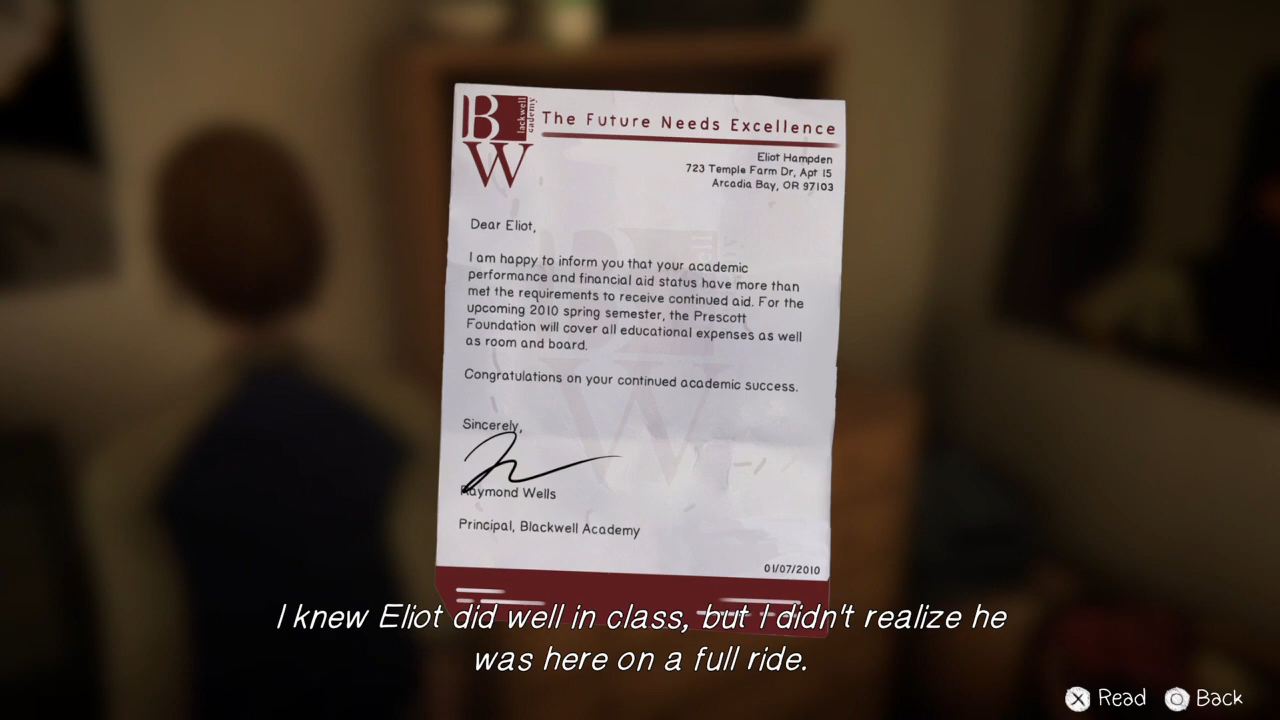 B
lackwell
cademy
W
The Future Needs Excellence
Eliot Hampden
723 Temple Farm Dr, Apt 15
Arcadia Bay, OR 97103
Dear Eliot,
I am happy to inform you that your academic
performance and financial aid status have more than
met the requirements to receive continued aid. For the
upcoming 2010 spring semester, the Prescott
Foundation will cover all educational expenses as well
as room and board.
Congratulations on your continued academic success.
Sincerely,
Raymond Wells
Principal, Blackwell Academy
01/07/2010
I knew Eliot did well in class, but I didn't realize he
was here on a full ride.
Read Back